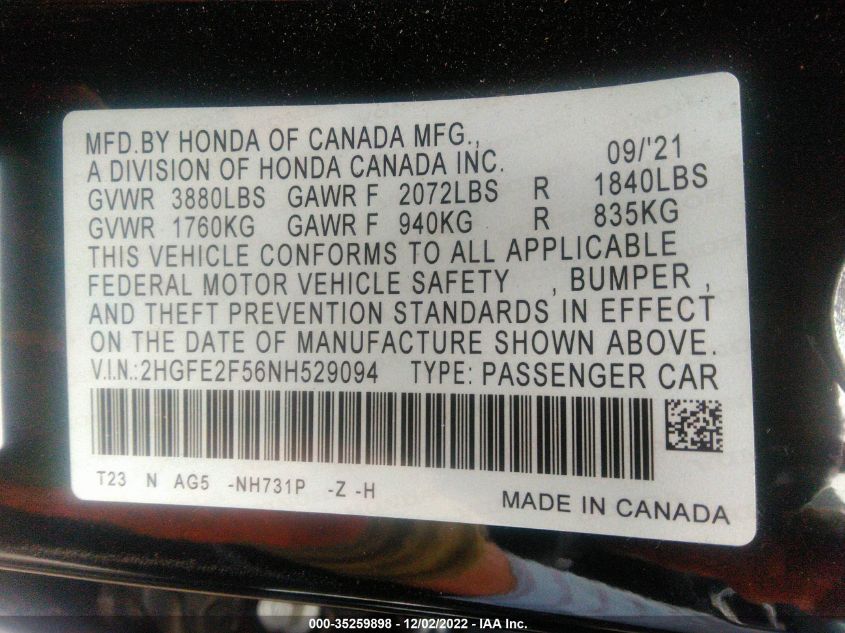 MFD.BY HONDA OF CANADA MFG.,
A DIVISION OF HONDA CANADA INC. 09/'21
GVWR 3880LBS GAWR F 2072LBS R 1840LBS
GVWR 1760KG GAWR F 940KG R 835KG
THIS VEHICLE CONFORMS TO ALL APPLICABLE
FEDERAL MOTOR VEHICLE SAFETY , BUMPER ,
AND THEFT PREVENTION STANDARDS IN EFFECT
ON THE DATE OF MANUFACTURE SHOWN ABOVE.
V.I.N.:2HGFE2F56NH529094 TYPE: PASSENGER CAR
T23 N AG5 -NH731P -Z -H
MADE IN CANADA
000-35259898 - 12/02/2022 - IAA Inc.